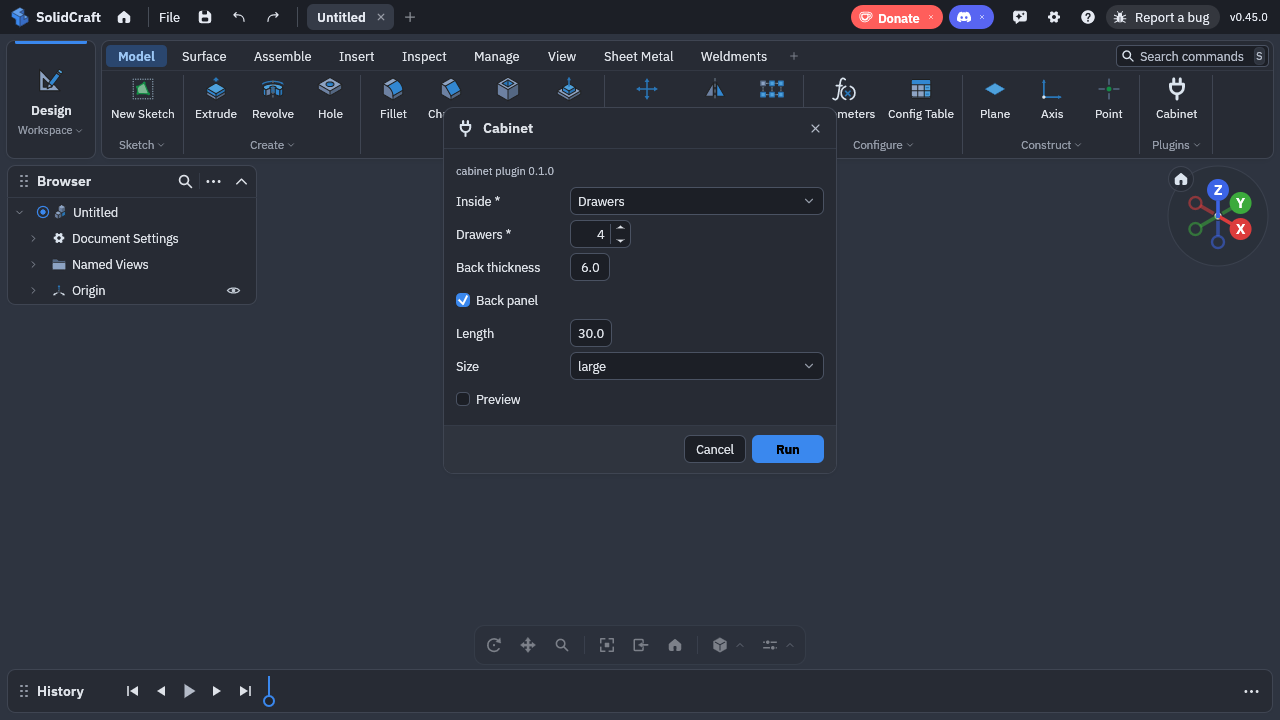 SolidCraft
File
Untitled
Donate
Report a bug
v0.45.0
Design
Workspace
Model
Surface
Assemble
Insert
Inspect
Manage
View
Sheet Metal
Weldments
Search commands
S
New Sketch
Extrude
Revolve
Hole
Fillet
Config Table
Plane
Axis
Point
Cabinet
Sketch
Create
Configure
Construct
Plugins
Browser
Untitled
Document Settings
Named Views
Origin
Cabinet
cabinet plugin 0.1.0
Inside *
Drawers
Drawers *
4
Back thickness
6.0
Back panel
Length
30.0
Size
large
Preview
Cancel
Run
Z
Y
X
History